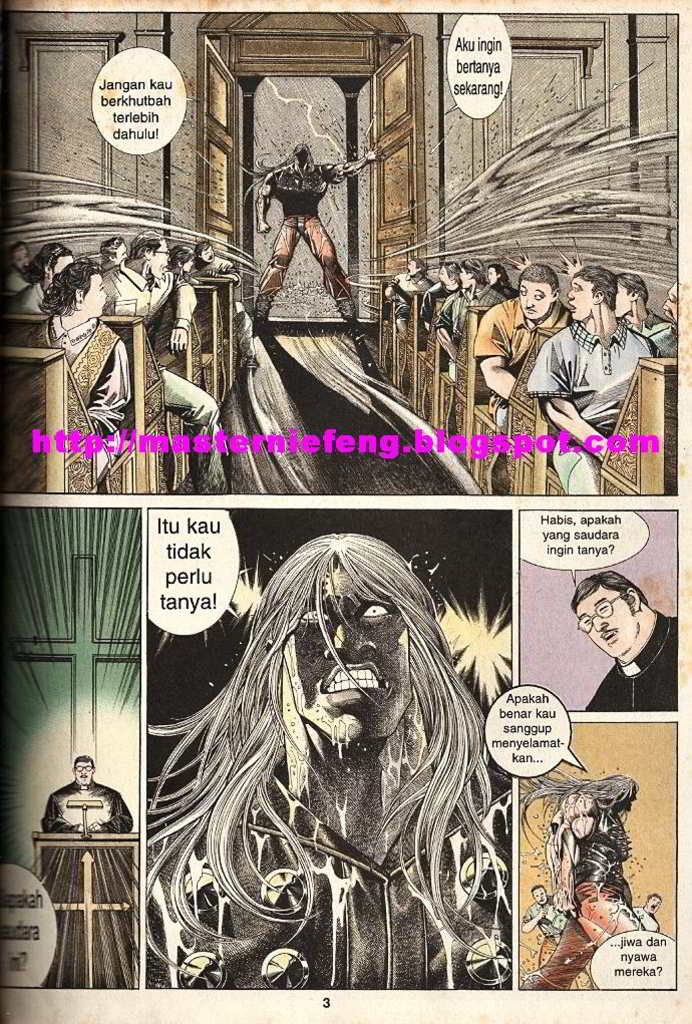 Jangan kau
berkhutbah
terlebih
dahulu!
Aku ingin
bertanya
sekarang!
http://masterniefeng.blogspot.com
saudara
Itu kau
tidak
perlu
tanya!
Habis, apakah
yang saudara
ingin tanya?
Apakah
benar kau
sanggup
menyelamat-
kan...
...jiwa dan
nyawa
mereka?
3